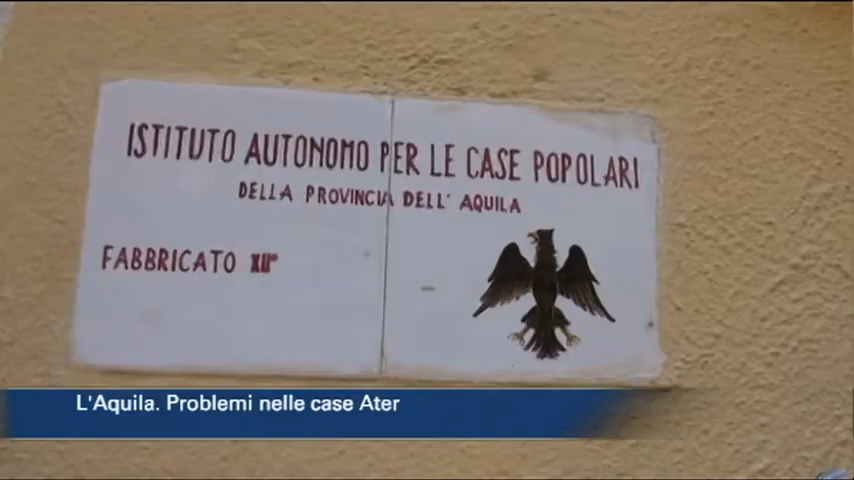 ISTITUTO AUTONOMO PER LE CASE POPOLARI
DELLA PROVINCIA DELL' AQUILA
FABBRICATO XII°
L'Aquila. Problemi nelle case Ater